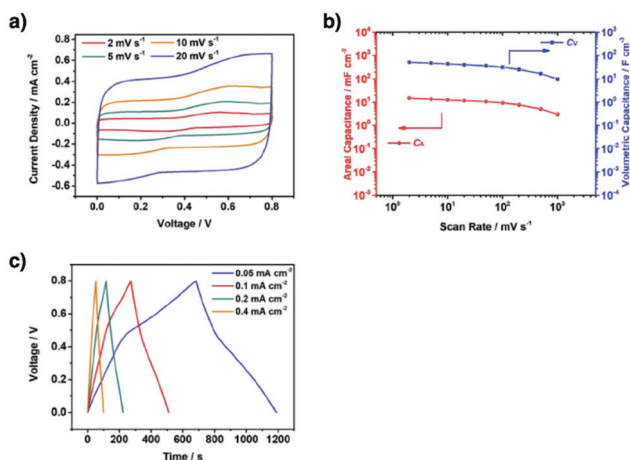 a)
2 mV s⁻¹ 10 mV s⁻¹
5 mV s⁻¹ 20 mV s⁻¹
Current Density / mA cm⁻²
0.6
0.4
0.2
0.0
-0.2
-0.4
-0.6
0.0 0.2 0.4 0.6 0.8
Voltage / V
b)
Areal Capacitance / mF cm⁻²
10⁴
10³
10²
10¹
10⁰
10⁻¹
10⁻²
10⁻³
Cᵥ
C_A
Volumetric Capacitance / F cm⁻³
10⁴
10³
10²
10¹
10⁰
10⁻¹
10⁻²
10⁻³
10⁰ 10¹ 10² 10³
Scan Rate / mV s⁻¹
c)
0.05 mA cm⁻²
0.1 mA cm⁻²
0.2 mA cm⁻²
0.4 mA cm⁻²
Voltage / V
0.8
0.6
0.4
0.2
0.0
0 200 400 600 800 1000 1200
Time / s